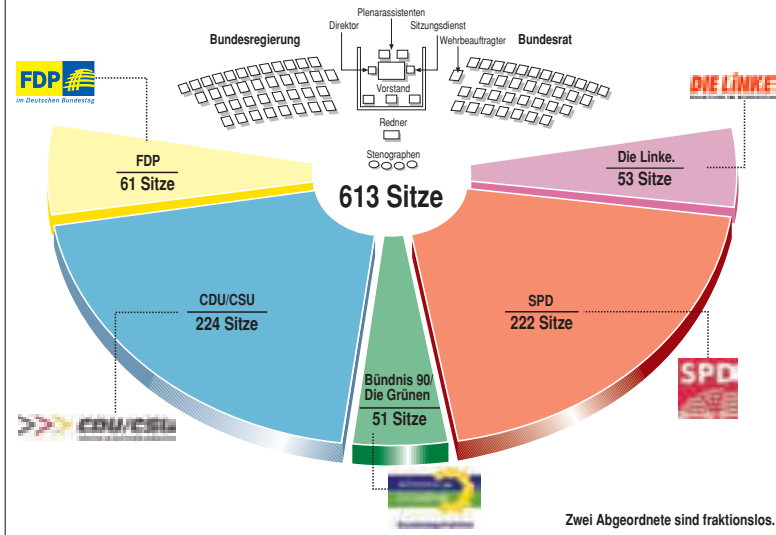 Plenarassistenten
Direktor
Sitzungsdienst
Bundesregierung
Wehrbeauftragter
Bundesrat
FDP
im Deutschen Bundestag
Vorstand
DIE LINKE
Redner
Stenographen
FDP
61 Sitze
Die Linke.
53 Sitze
613 Sitze
CDU/CSU
224 Sitze
SPD
222 Sitze
Bündnis 90/
Die Grünen
51 Sitze
SPD
CDU/CSU
Zwei Abgeordnete sind fraktionslos.